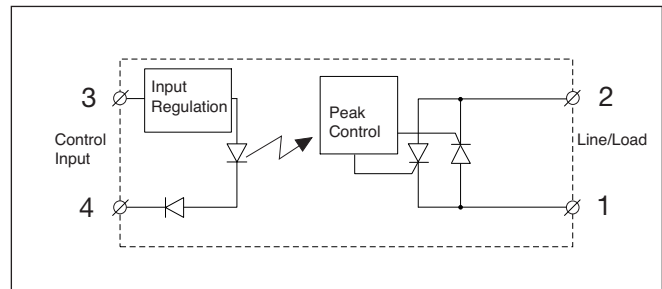 3
Control
Input
4
Input
Regulation
Peak
Control
2
Line/Load
1